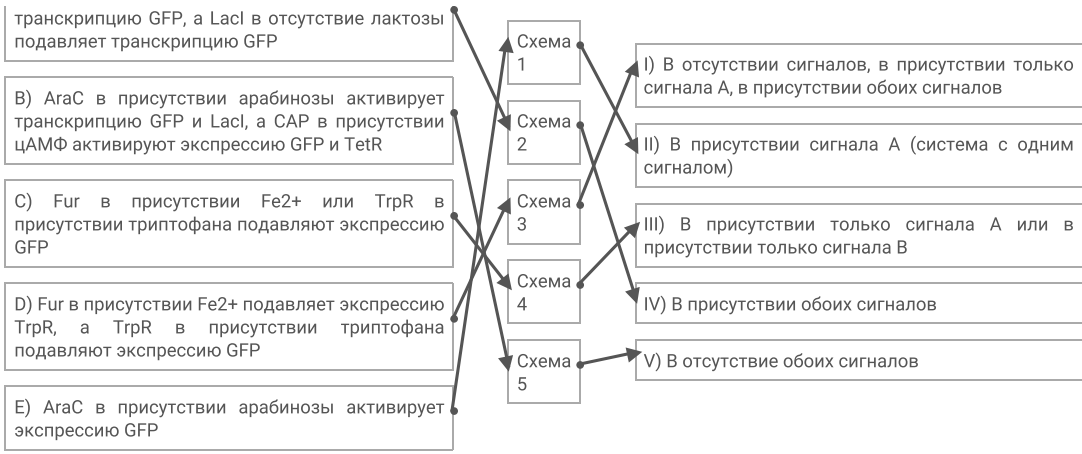 транскрипцию GFP, а LacI в отсутствие лактозы
подавляет транскрипцию GFP
B) AraC в присутствии арабинозы активирует
транскрипцию GFP и LacI, а CAP в присутствии
цАМФ активируют экспрессию GFP и TetR
C) Fur в присутствии Fe2+ или TrpR в
присутствии триптофана подавляют экспрессию
GFP
D) Fur в присутствии Fe2+ подавляет экспрессию
TrpR, а TrpR в присутствии триптофана
подавляют экспрессию GFP
E) AraC в присутствии арабинозы активирует
экспрессию GFP
Схема
1
Схема
2
Схема
3
Схема
4
Схема
5
I) В отсутствии сигналов, в присутствии только
сигнала А, в присутствии обоих сигналов
II) В присутствии сигнала А (система с одним
сигналом)
III) В присутствии только сигнала А или в
присутствии только сигнала В
IV) В присутствии обоих сигналов
V) В отсутствие обоих сигналов